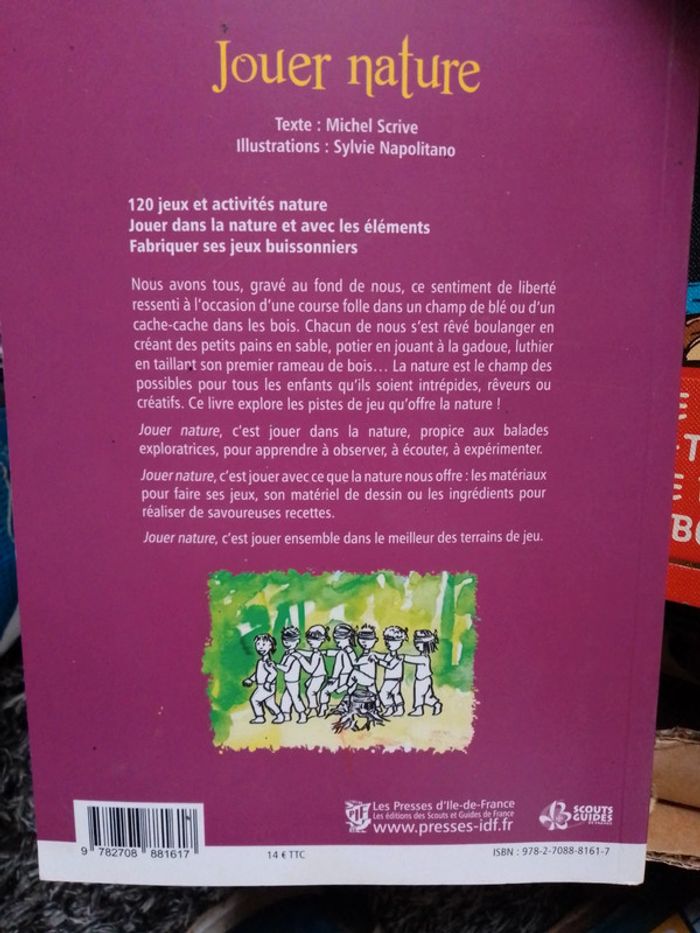 Jouer nature
Texte : Michel Scrive
Illustrations : Sylvie Napolitano
120 jeux et activités nature
Jouer dans la nature et avec les éléments
Fabriquer ses jeux buissonniers
Nous avons tous, gravé au fond de nous, ce sentiment de liberté
ressenti à l'occasion d'une course folle dans un champ de blé ou d'un
cache-cache dans les bois. Chacun de nous s'est rêvé boulanger en
créant des petits pains en sable, potier en jouant à la gadoue, luthier
en taillant son premier rameau de bois... La nature est le champ des
possibles pour tous les enfants qu'ils soient intrépides, rêveurs ou
créatifs. Ce livre explore les pistes de jeu qu'offre la nature !
Jouer nature, c'est jouer dans la nature, propice aux balades
exploratrices, pour apprendre à observer, à écouter, à expérimenter.
Jouer nature, c'est jouer avec ce que la nature nous offre : les matériaux
pour faire ses jeux, son matériel de dessin ou les ingrédients pour
réaliser de savoureuses recettes.
Jouer nature, c'est jouer ensemble dans le meilleur des terrains de jeu.
PIF
Les Presses d'Ile-de-France
Les éditions des Scouts et Guides de France
www.presses-idf.fr
SCOUTS
GUIDES
DE FRANCE
9 782708 881617
14 € TTC
ISBN : 978-2-7088-8161-7